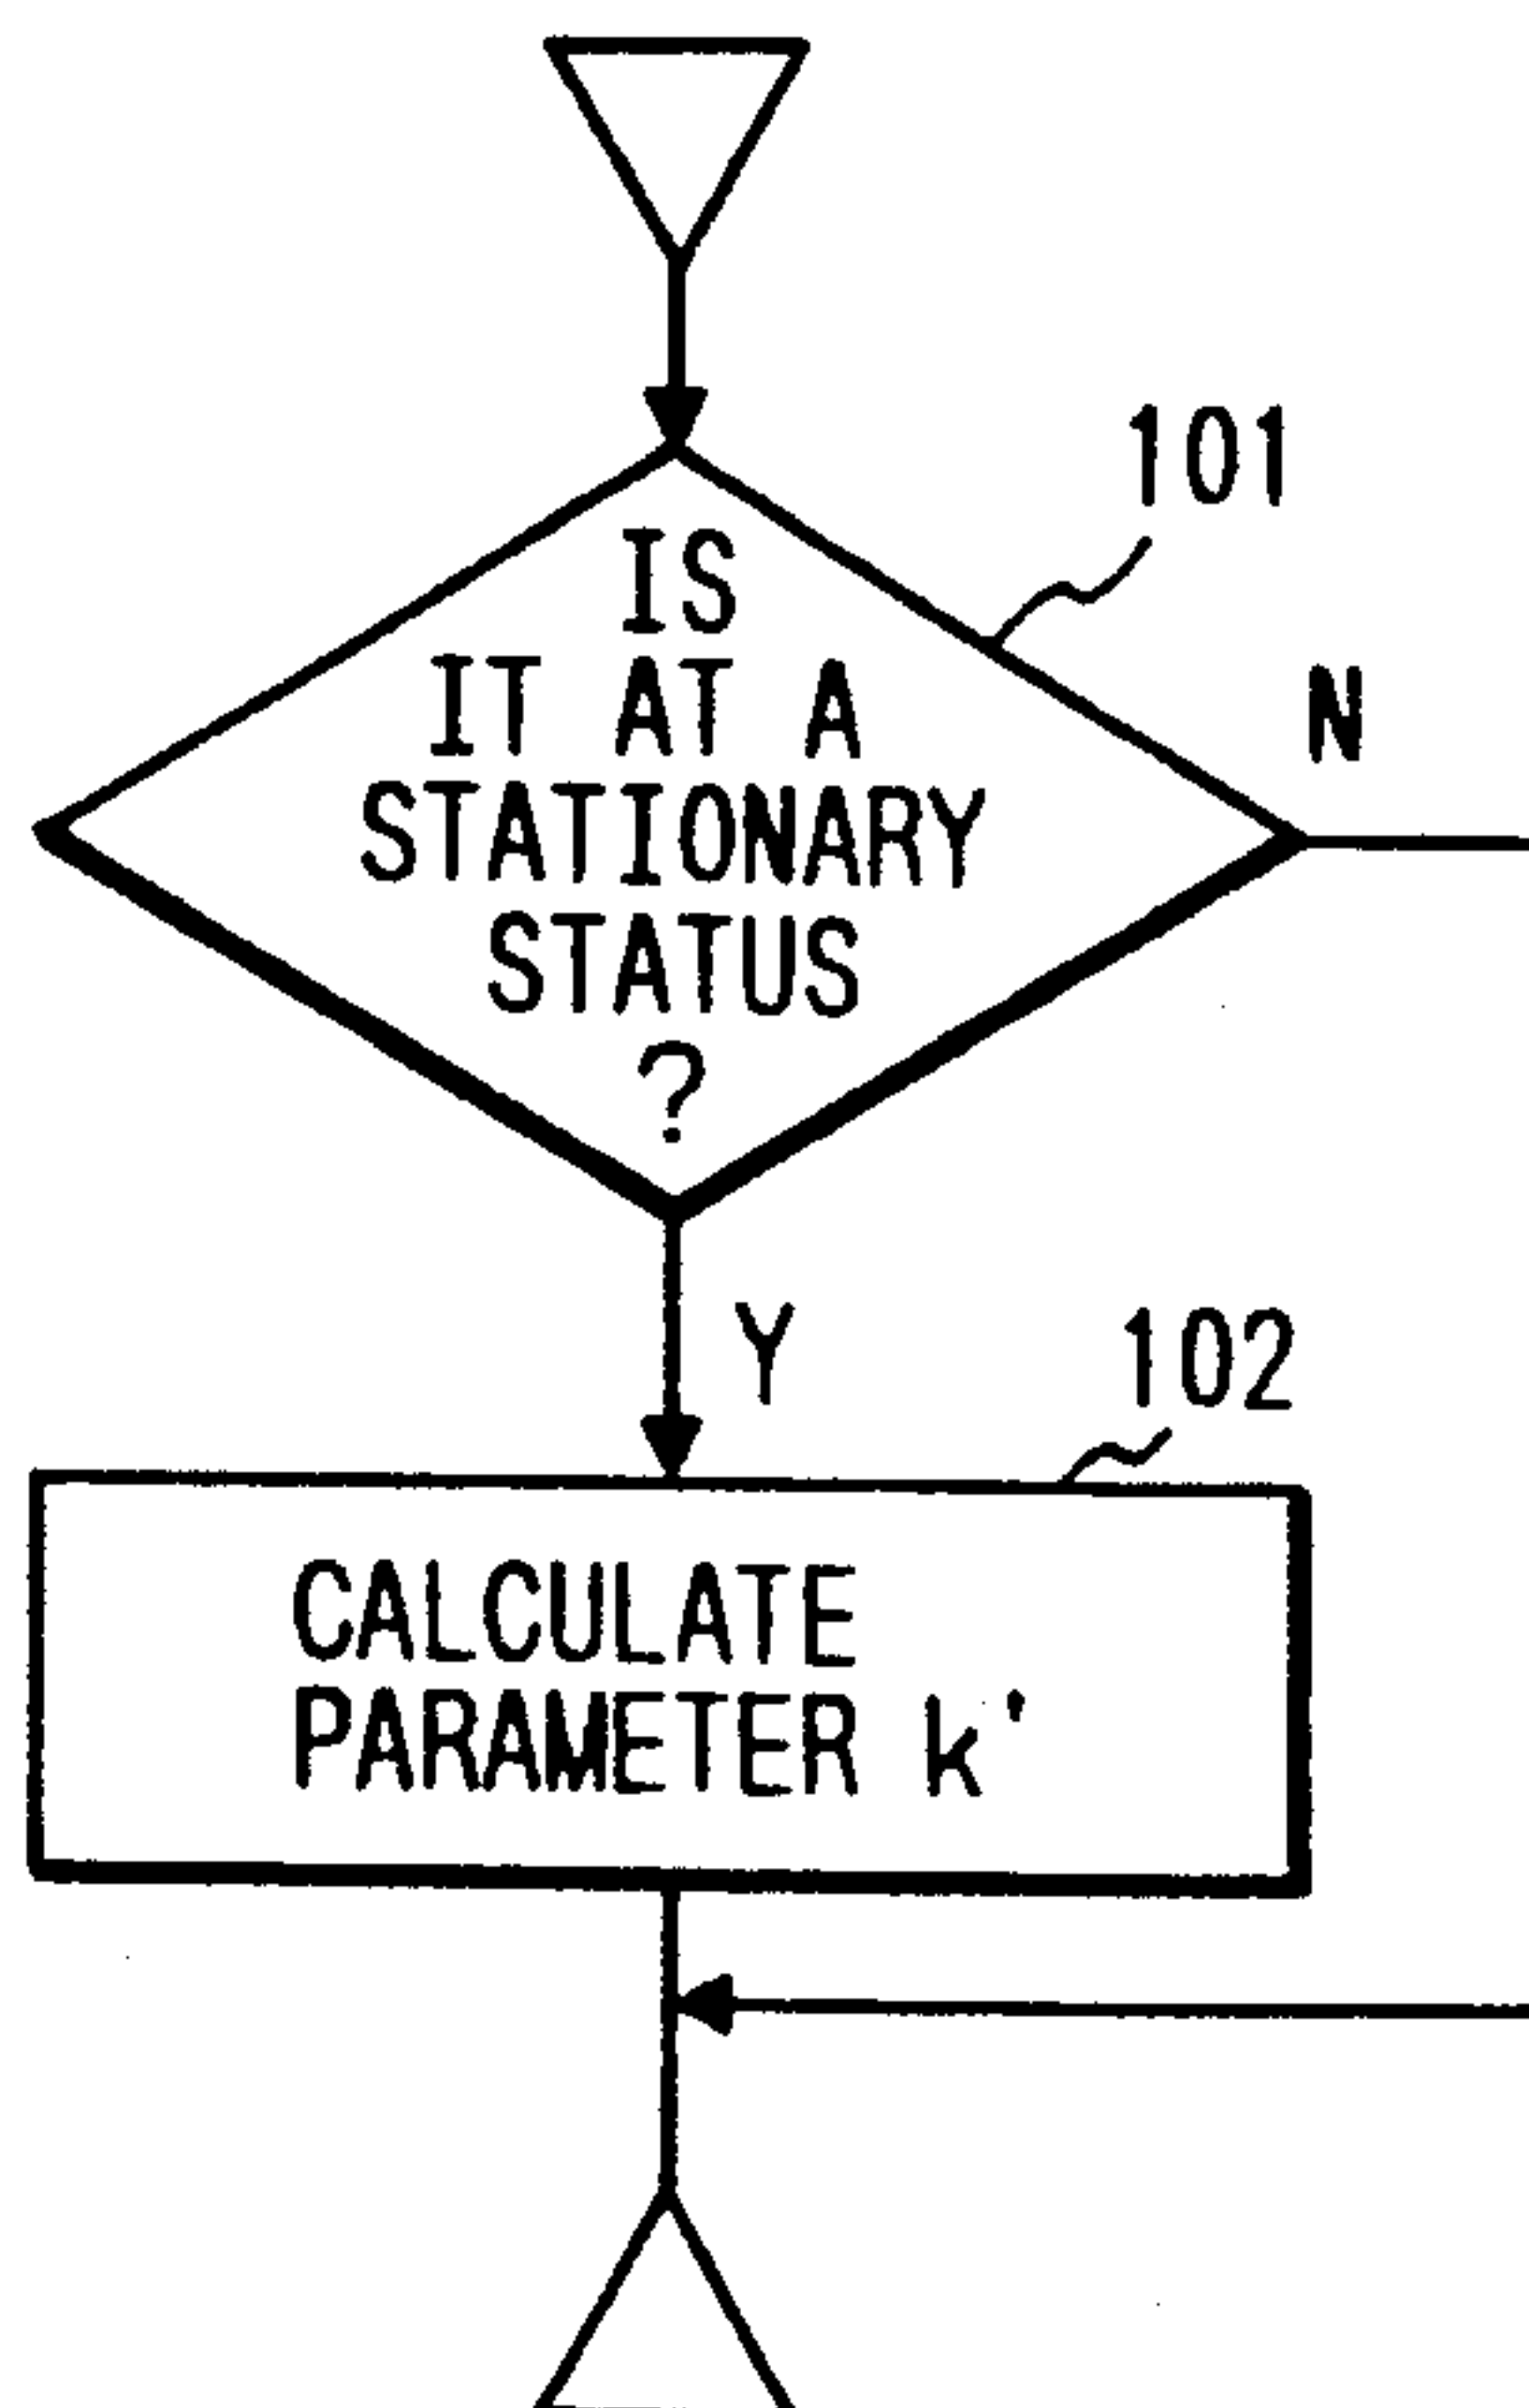 101
IS
IT AT A
STATIONARY
STATUS
?
N
Y
102
CALCULATE
PARAMETER k'